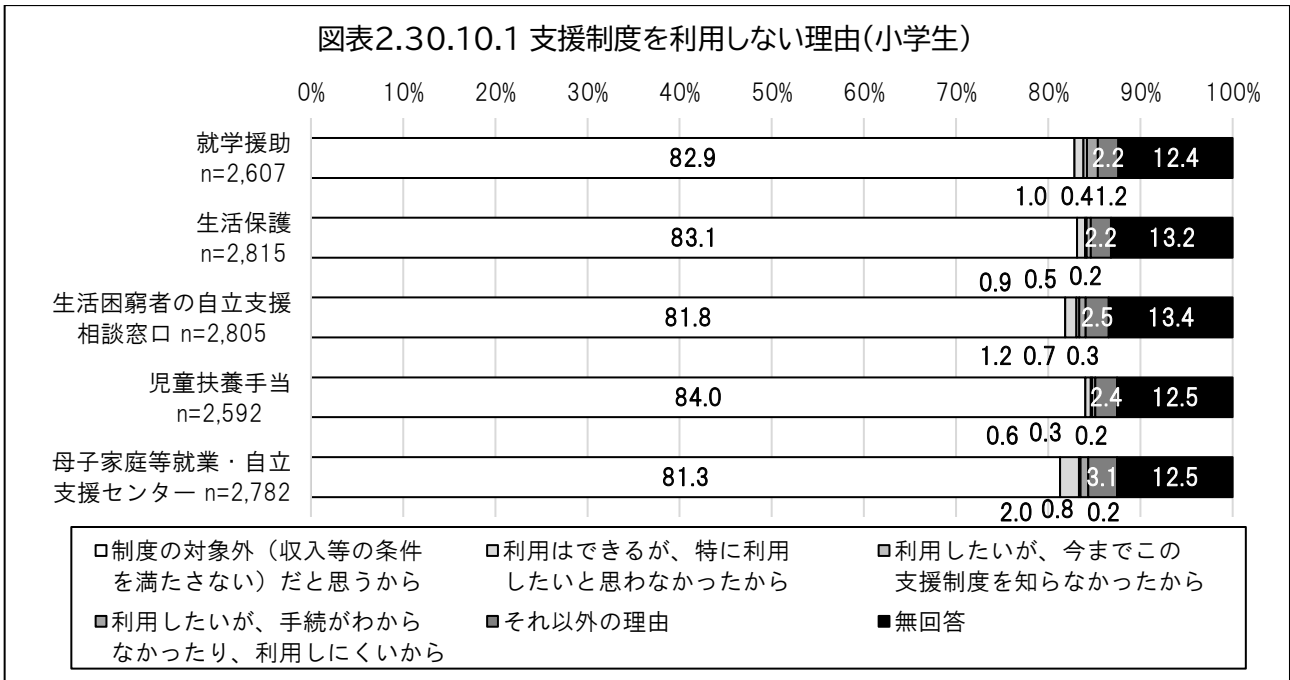 図表2.30.10.1 支援制度を利用しない理由(小学生)
0% 10% 20% 30% 40% 50% 60% 70% 80% 90% 100%
就学援助
n=2,607
82.9 2.2 12.4
1.0 0.4 1.2
生活保護
n=2,815
83.1 2.2 13.2
0.9 0.5 0.2
生活困窮者の自立支援
相談窓口 n=2,805
81.8 2.5 13.4
1.2 0.7 0.3
児童扶養手当
n=2,592
84.0 2.4 12.5
0.6 0.3 0.2
母子家庭等就業・自立
支援センター n=2,782
81.3 3.1 12.5
2.0 0.8 0.2
制度の対象外（収入等の条件
を満たさない）だと思うから
利用はできるが、特に利用
したいと思わなかったから
利用したいが、今までこの
支援制度を知らなかったから
利用したいが、手続がわから
なかったり、利用しにくいから
それ以外の理由
無回答